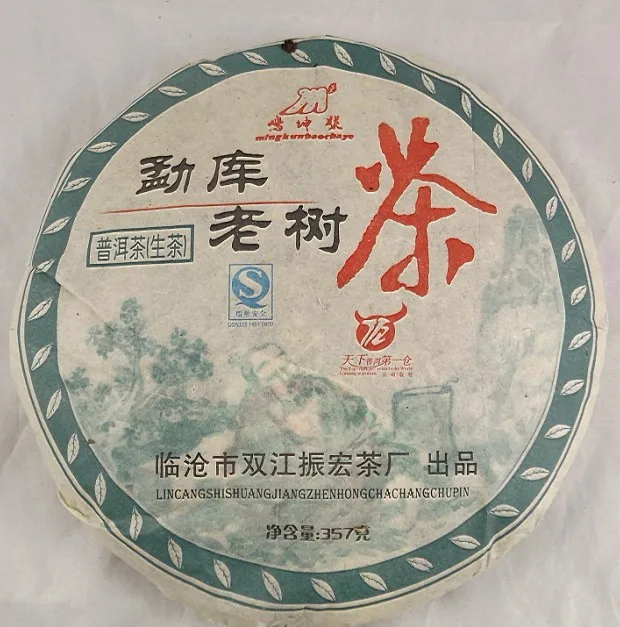 mingkunbaochaye
勐库
老树
茶
普洱茶(生茶)
天下普洱第一仓
临沧市双江振宏茶厂 出品
LINCANGSHISHUANGJIANGZHENHONGCHACHANGCHUPIN
净含量:357克